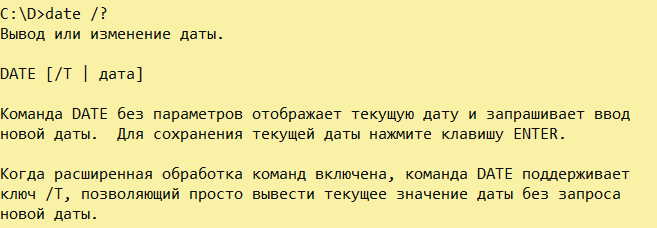 C:\D>date /?
Вывод или изменение даты.

DATE [/T | дата]

Команда DATE без параметров отображает текущую дату и запрашивает ввод
новой даты.  Для сохранения текущей даты нажмите клавишу ENTER.

Когда расширенная обработка команд включена, команда DATE поддерживает
ключ /T, позволяющий просто вывести текущее значение даты без запроса
новой даты.